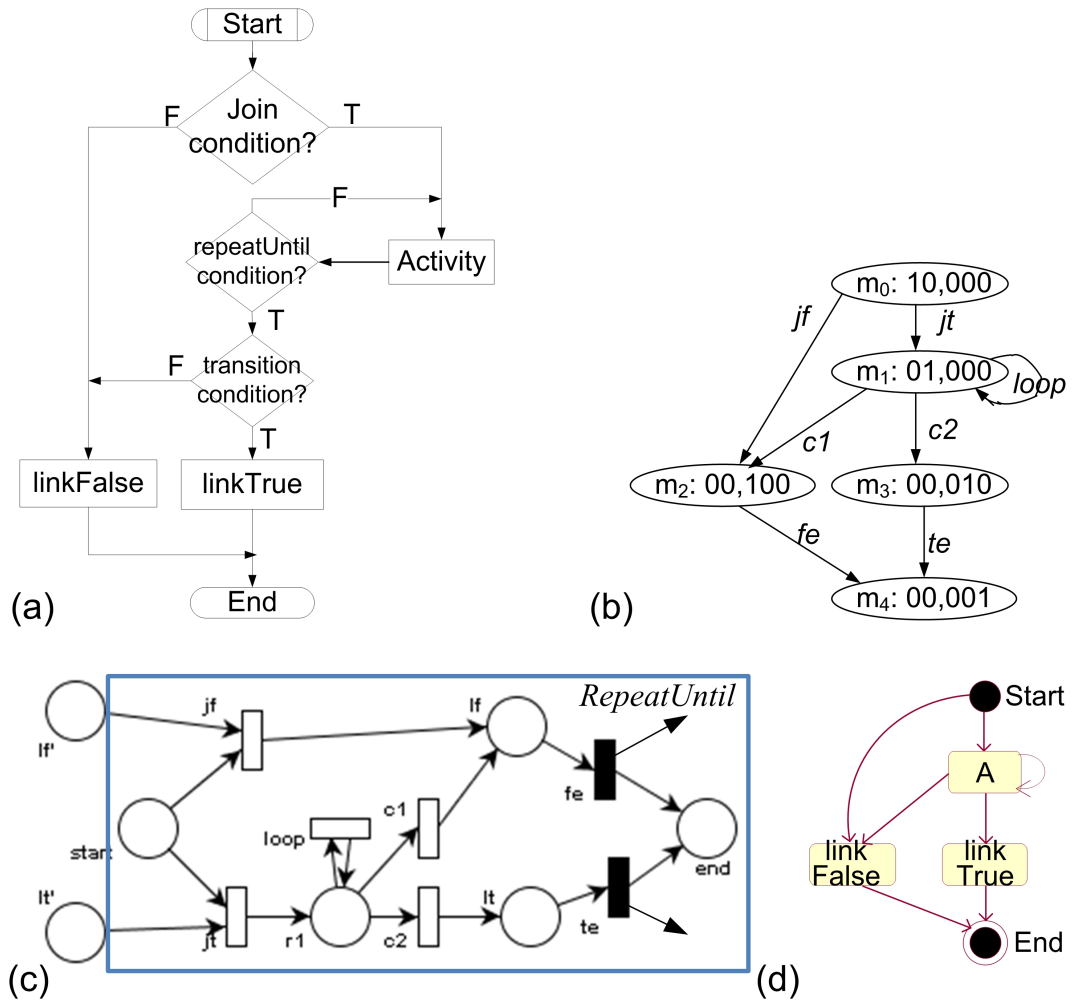 Start
Join
condition?
F
T
F
repeatUntil
condition?
Activity
T
F
transition
condition?
T
linkFalse
linkTrue
End
(a)
m0: 10,000
jf
jt
m1: 01,000
loop
c1
c2
m2: 00,100
m3: 00,010
fe
te
m4: 00,001
(b)
RepeatUntil
lf'
jf
lf
fe
start
loop
c1
end
lt'
jt
r1
c2
lt
te
(c)
Start
A
link
False
link
True
End
(d)